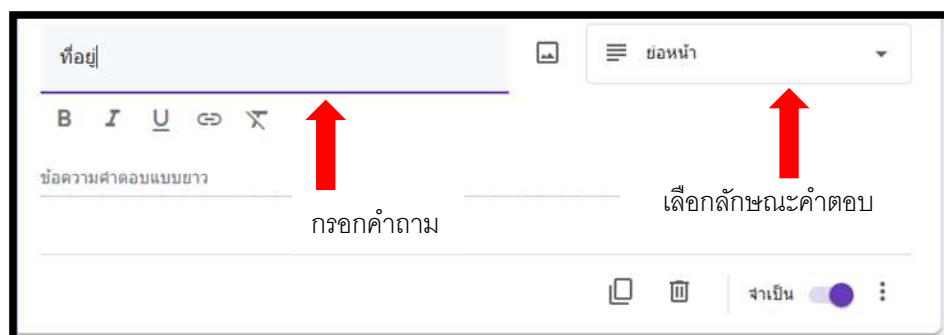 ที่อยู่
ย่อหน้า
B I U
ข้อความคำตอบแบบยาว
กรอกคำถาม
เลือกลักษณะคำตอบ
จำเป็น